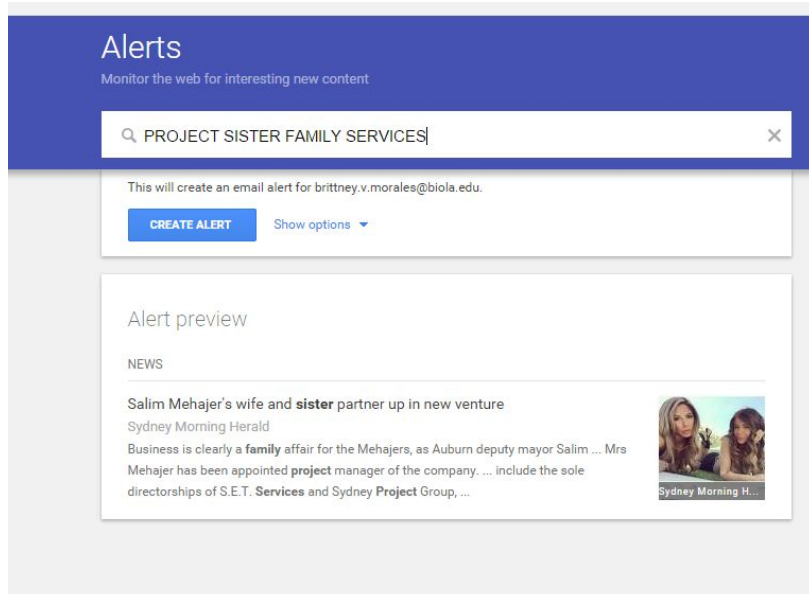 Alerts
Monitor the web for interesting new content
PROJECT SISTER FAMILY SERVICES
This will create an email alert for brittney.v.morales@biola.edu.
CREATE ALERT Show options
Alert preview
NEWS
Salim Mehajer's wife and sister partner up in new venture
Sydney Morning Herald
Business is clearly a family affair for the Mehajers, as Auburn deputy mayor Salim ... Mrs
Mehajer has been appointed project manager of the company. ... include the sole
directorships of S.E.T. Services and Sydney Project Group, ...
Sydney Morning H...